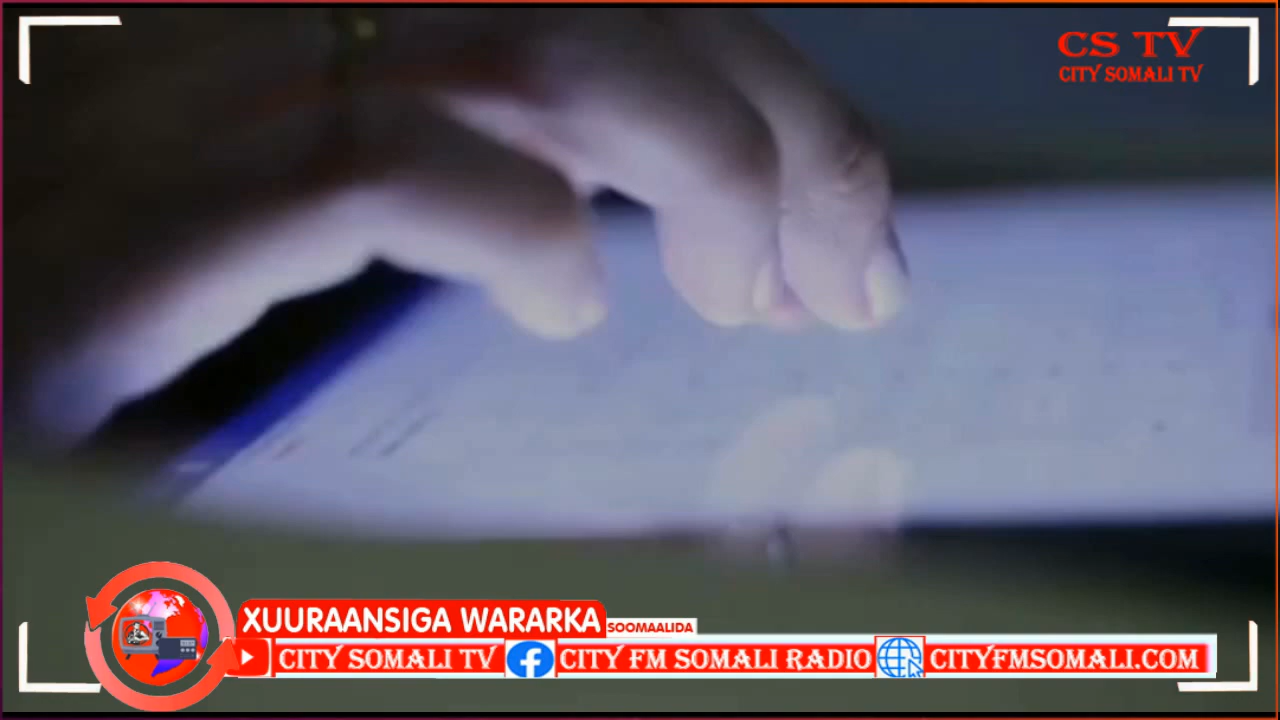 CS TV
CITY SOMALI TV
XUURAANSIGA WARARKA
SOOMAALIDA
CITY SOMALI TV CITY FM SOMALI RADIO CITYFMSOMALI.COM